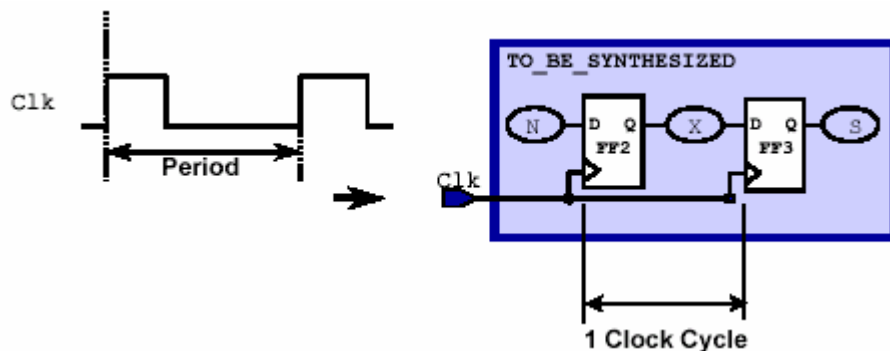 Clk
Period
TO_BE_SYNTHESIZED
N
D Q
FF2
X
D Q
FF3
S
Clk
1 Clock Cycle